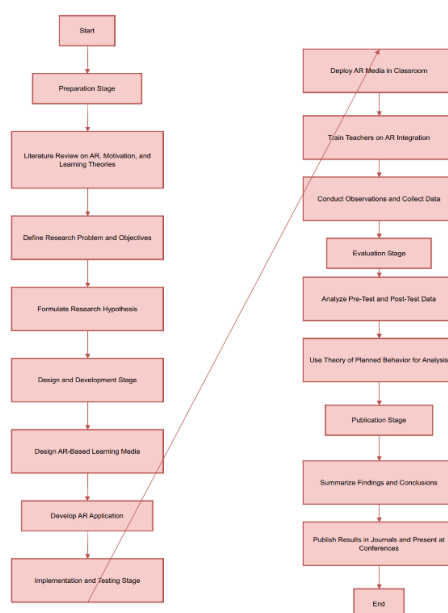 Start
Preparation Stage
Literature Review on AR, Motivation, and
Learning Theories
Define Research Problem and Objectives
Formulate Research Hypothesis
Design and Development Stage
Design AR-Based Learning Media
Develop AR Application
Implementation and Testing Stage
Deploy AR Media in Classroom
Train Teachers on AR Integration
Conduct Observations and Collect Data
Evaluation Stage
Analyze Pre-Test and Post-Test Data
Use Theory of Planned Behavior for Analysis
Publication Stage
Summarize Findings and Conclusions
Publish Results in Journals and Present at
Conferences
End